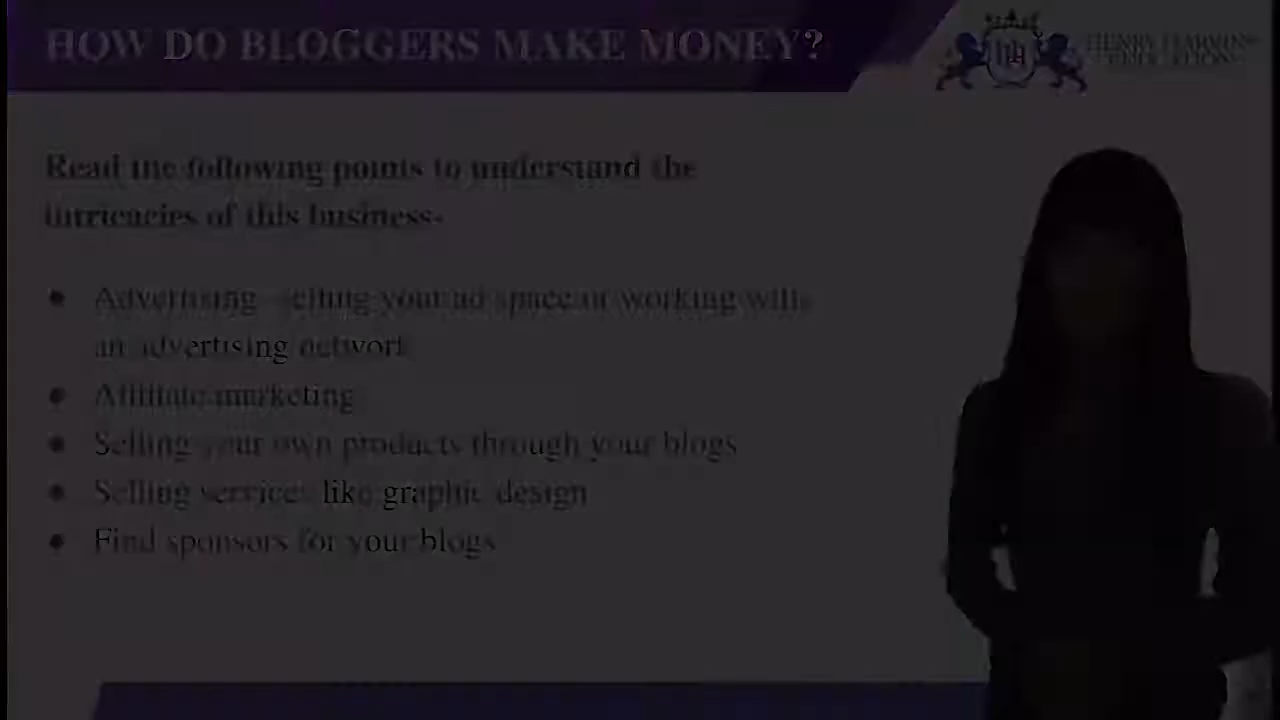 HOW DO BLOGGERS MAKE MONEY?
Read the following points to understand the
intricacies of this business-
● Advertising- selling your ad space or working with
an advertising network
● Affiliate marketing
● Selling your own products through your blogs
● Selling services like graphic design
● Find sponsors for your blogs